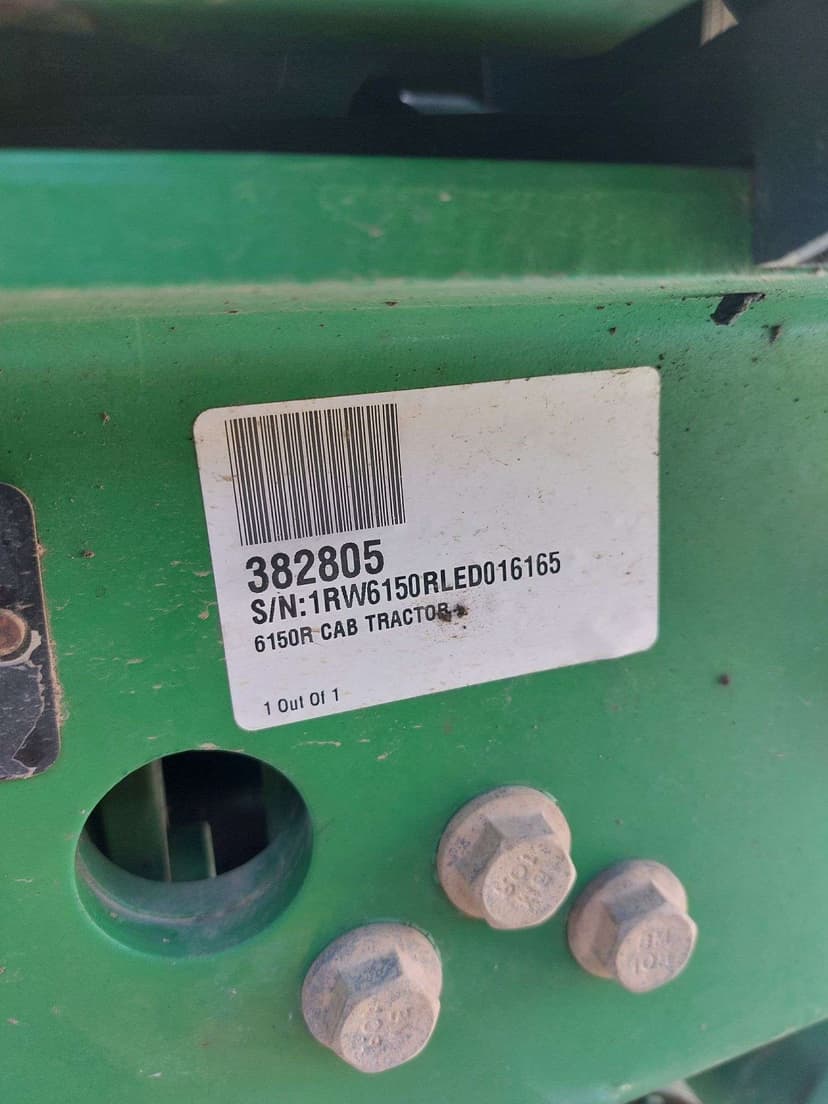 382805
S/N:1RW6150RLED016165
6150R CAB TRACTOR
1 Out Of 1